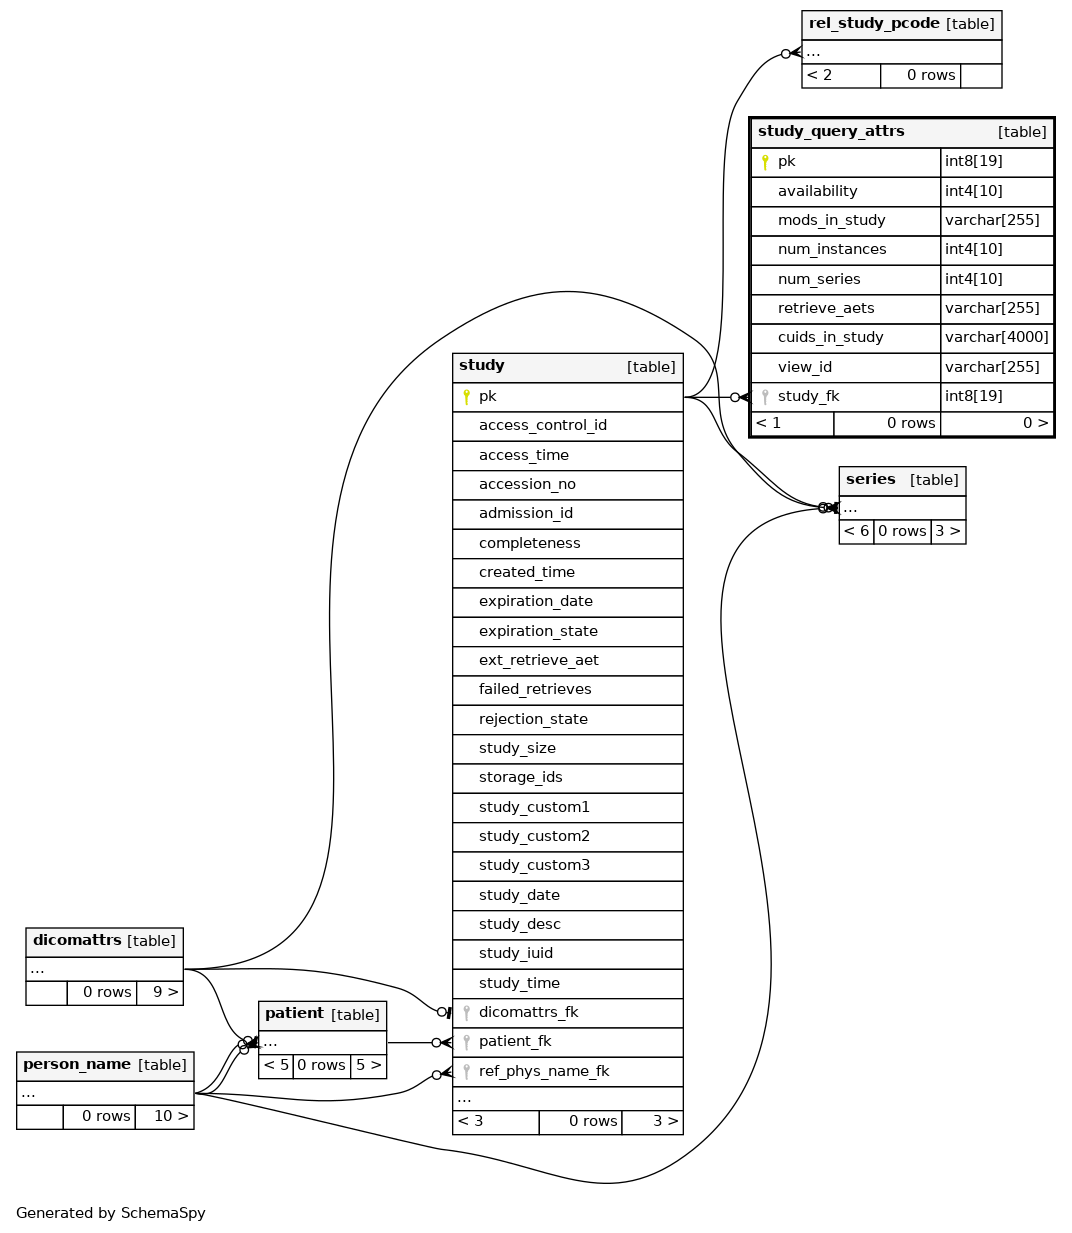 rel_study_pcode [table]
...
< 2 0 rows
study_query_attrs [table]
pk int8[19]
availability int4[10]
mods_in_study varchar[255]
num_instances int4[10]
num_series int4[10]
retrieve_aets varchar[255]
cuids_in_study varchar[4000]
view_id varchar[255]
study_fk int8[19]
< 1 0 rows 0 >
study [table]
pk
access_control_id
access_time
accession_no
admission_id
completeness
created_time
expiration_date
expiration_state
ext_retrieve_aet
failed_retrieves
rejection_state
study_size
storage_ids
study_custom1
study_custom2
study_custom3
study_date
study_desc
study_iuid
study_time
dicomattrs_fk
patient_fk
ref_phys_name_fk
...
< 3 0 rows 3 >
series [table]
...
< 6 0 rows 3 >
dicomattrs [table]
...
0 rows 9 >
patient [table]
...
< 5 0 rows 5 >
person_name [table]
...
0 rows 10 >
Generated by SchemaSpy